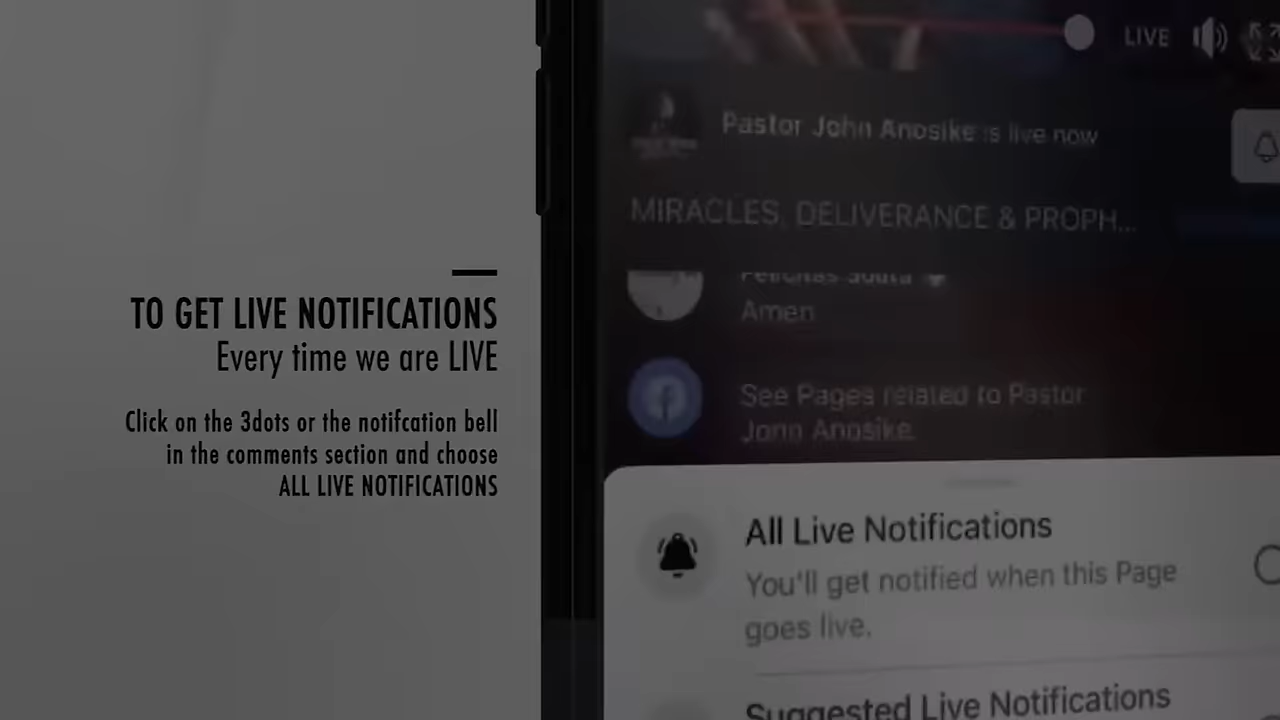 TO GET LIVE NOTIFICATIONS
Every time we are LIVE
Click on the 3dots or the notifcation bell
in the comments section and choose
ALL LIVE NOTIFICATIONS
LIVE
Pastor John Anosike is live now
MIRACLES, DELIVERANCE & PROPH...
Amen
See Pages related to Pastor
John Anosike
All Live Notifications
You'll get notified when this Page
goes live.
Suggested Live Notifications